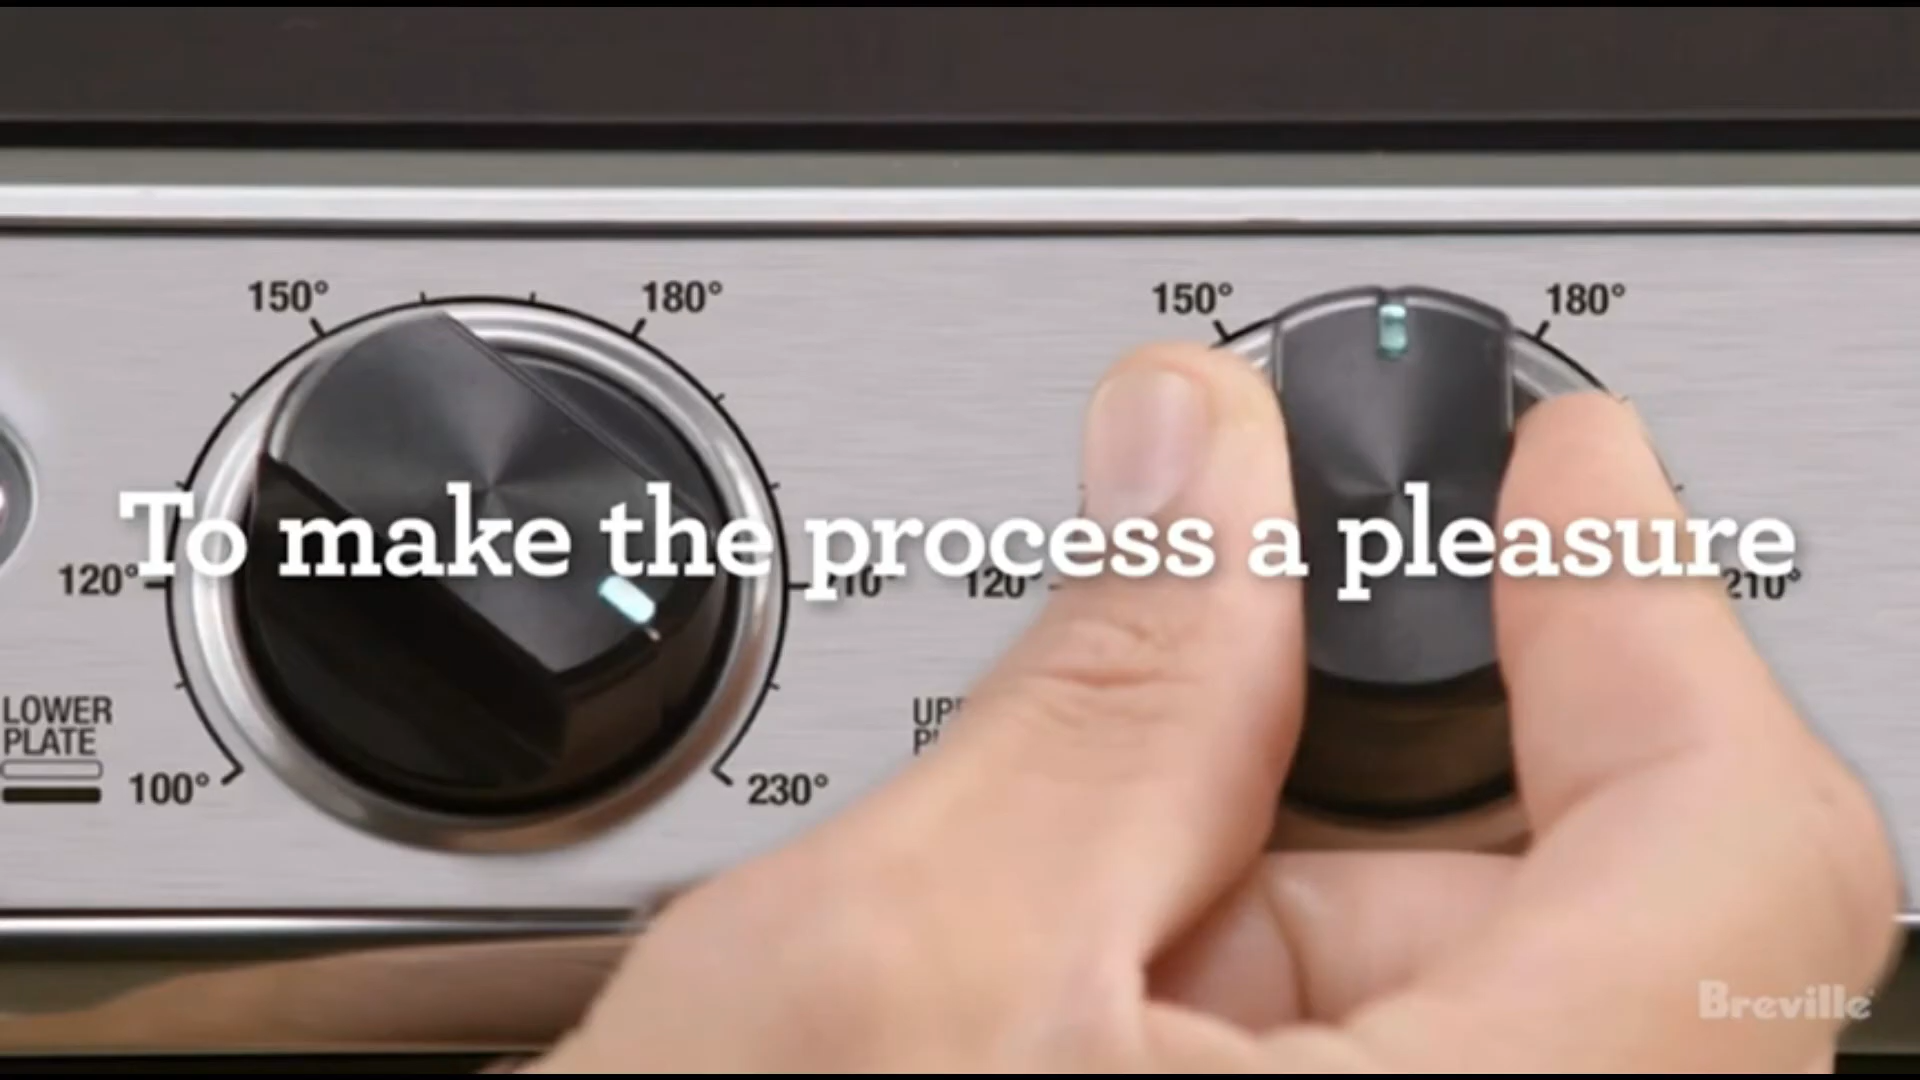 150°
180°
150°
180°
To make the process a pleasure
120°
120°
210°
LOWER
PLATE
100°
230°
Breville